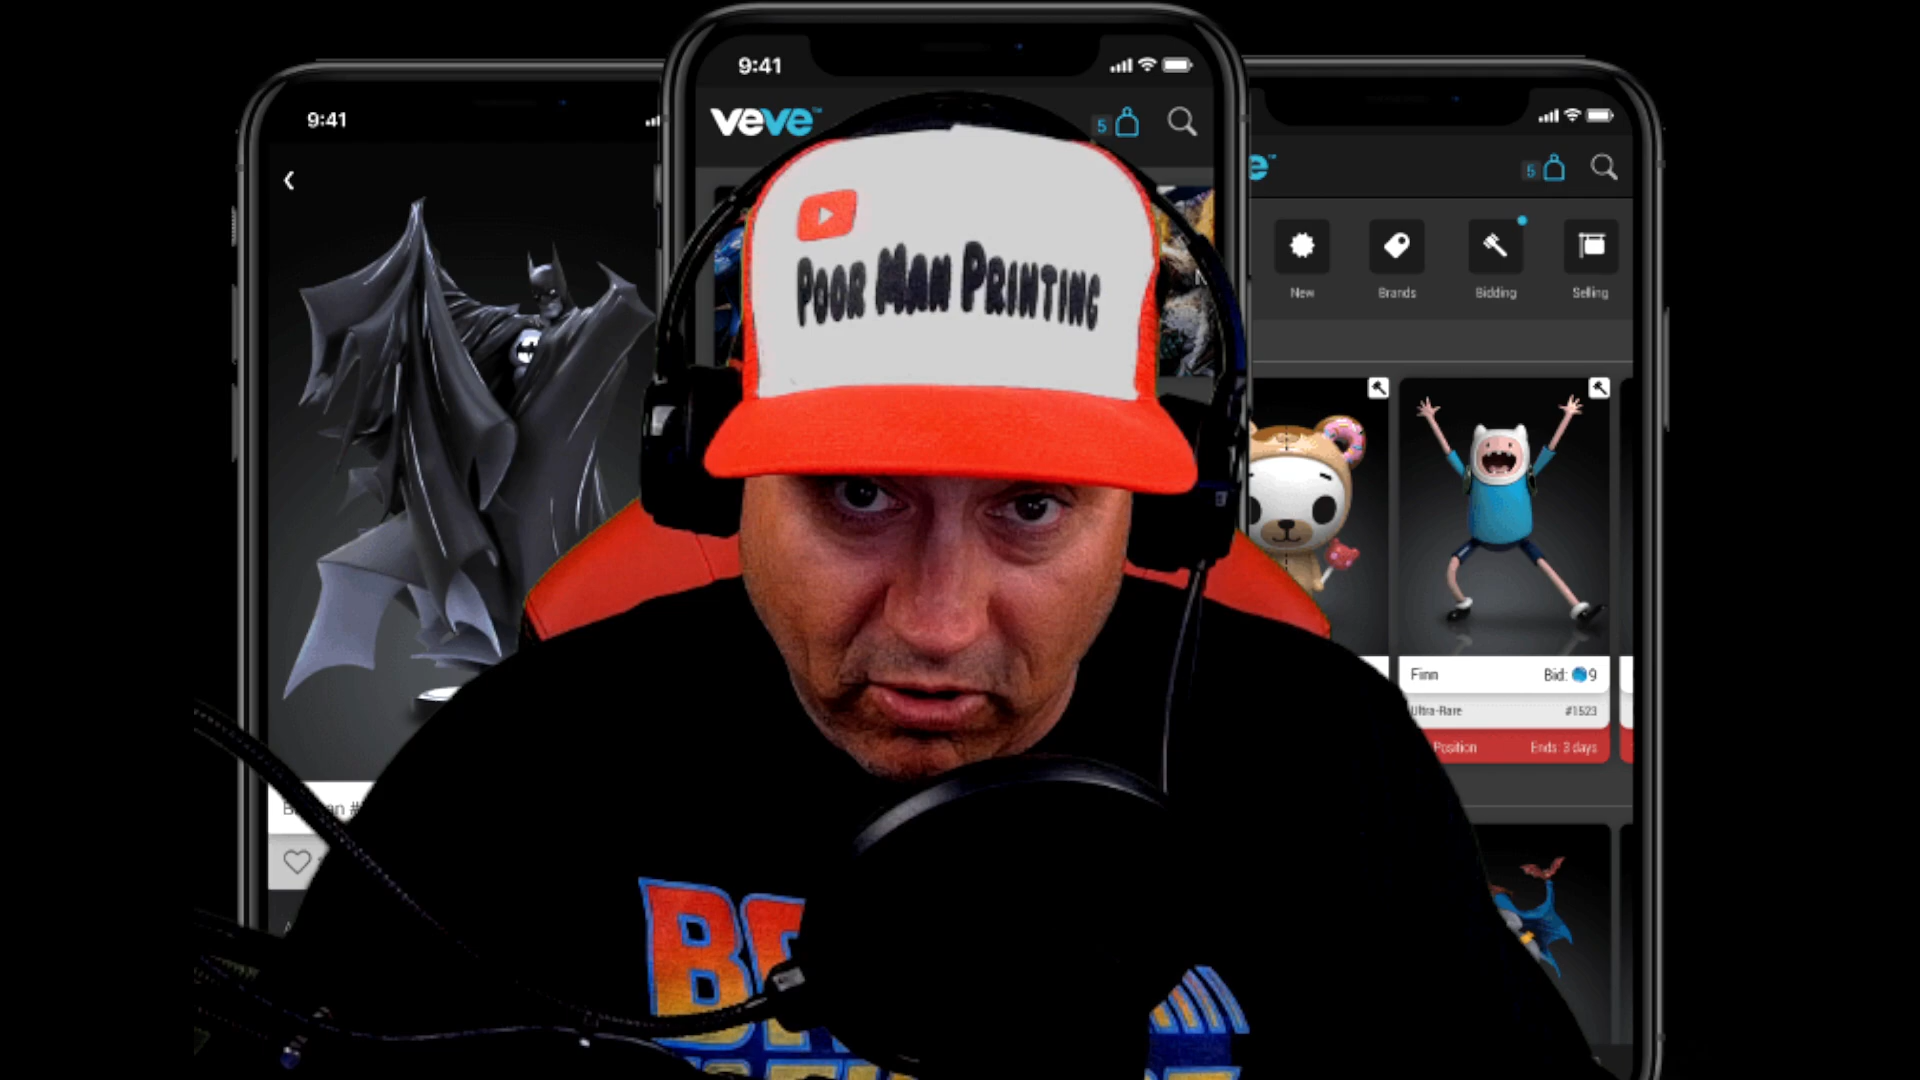 9:41
9:41
veve™
5
5
New
Brands
Bidding
Selling
POOR MAN PRINTING
Finn
Bid: 9
Ultra-Rare
#1523
Position
Ends: 3 days